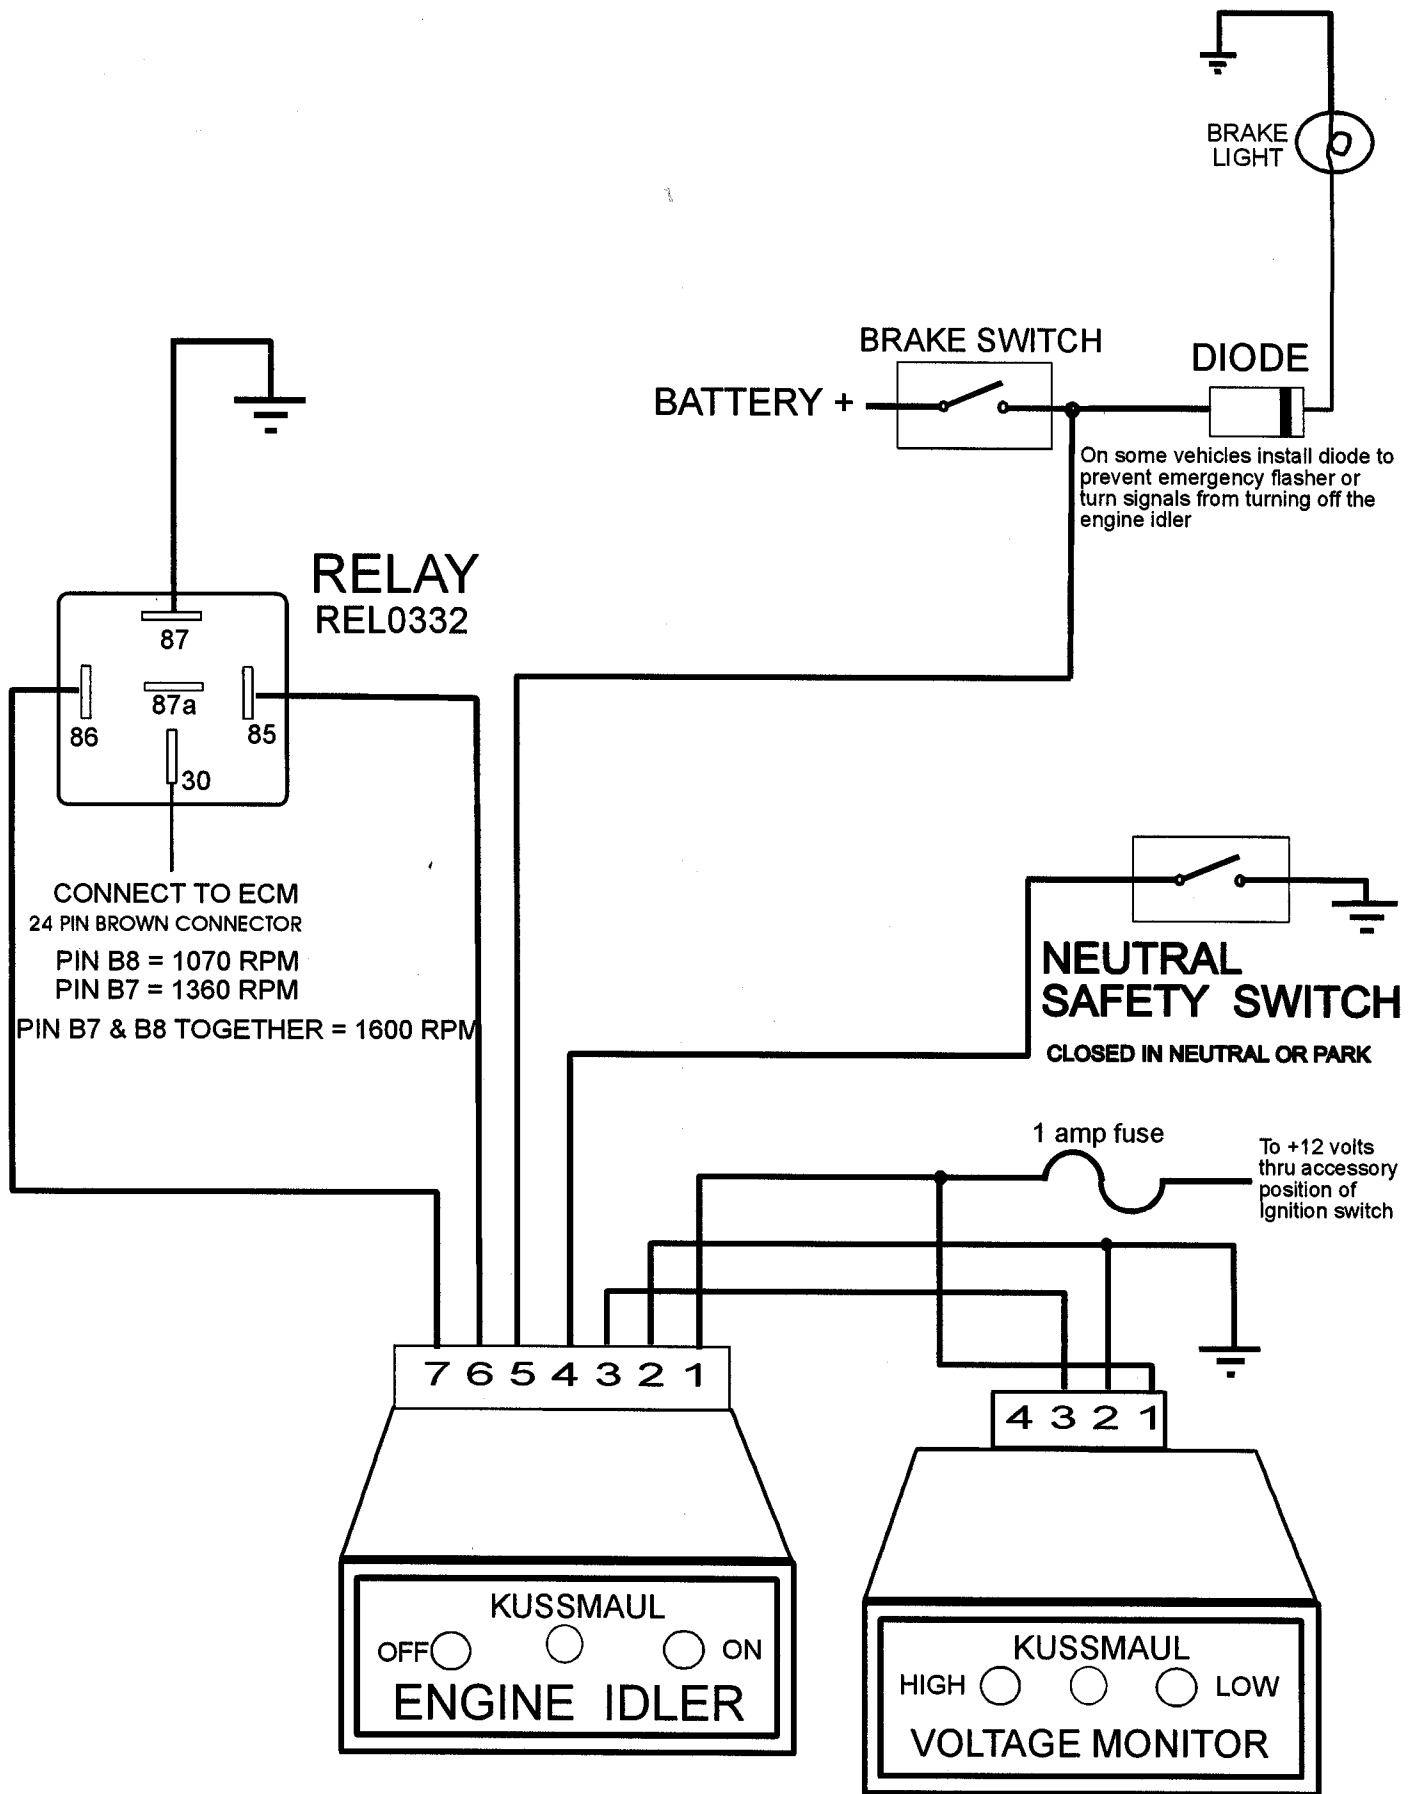 BRAKE
LIGHT
BRAKE SWITCH
DIODE
BATTERY +
On some vehicles install diode to
prevent emergency flasher or
turn signals from turning off the
engine idler
RELAY
REL0332
87
87a
86
85
30
CONNECT TO ECM
24 PIN BROWN CONNECTOR
PIN B8 = 1070 RPM
PIN B7 = 1360 RPM
PIN B7 & B8 TOGETHER = 1600 RPM
NEUTRAL
SAFETY SWITCH
CLOSED IN NEUTRAL OR PARK
1 amp fuse
To +12 volts
thru accessory
position of
Ignition switch
7 6 5 4 3 2 1
4 3 2 1
KUSSMAUL
OFF ON
ENGINE IDLER
KUSSMAUL
HIGH LOW
VOLTAGE MONITOR